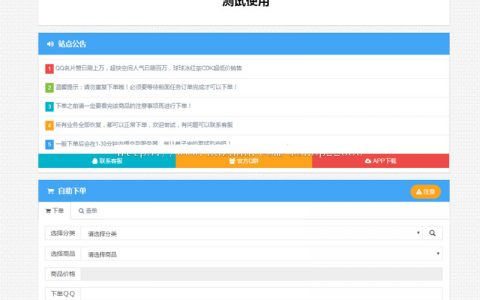 测试使用
站点公告
1 QQ名片赞日刷上万，超快空间人气日刷百万，球球冰红茶CDK超低价销售
2 温馨提示：请勿重复下单哦！必须要等待前面任务订单完成才可以下单！
3 下单之前请一定要看完该商品的注意事项再进行下单！
4 所有业务全部恢复，都可以正常下单，欢迎尝试，有问题可以联系客服
5 一般下单后会在1-30分钟
联系客服
官方Q群
APP下载
自助下单
注意
下单 查单
选择分类 请选择分类
选择商品 请选择商品
商品价格
下单QQ